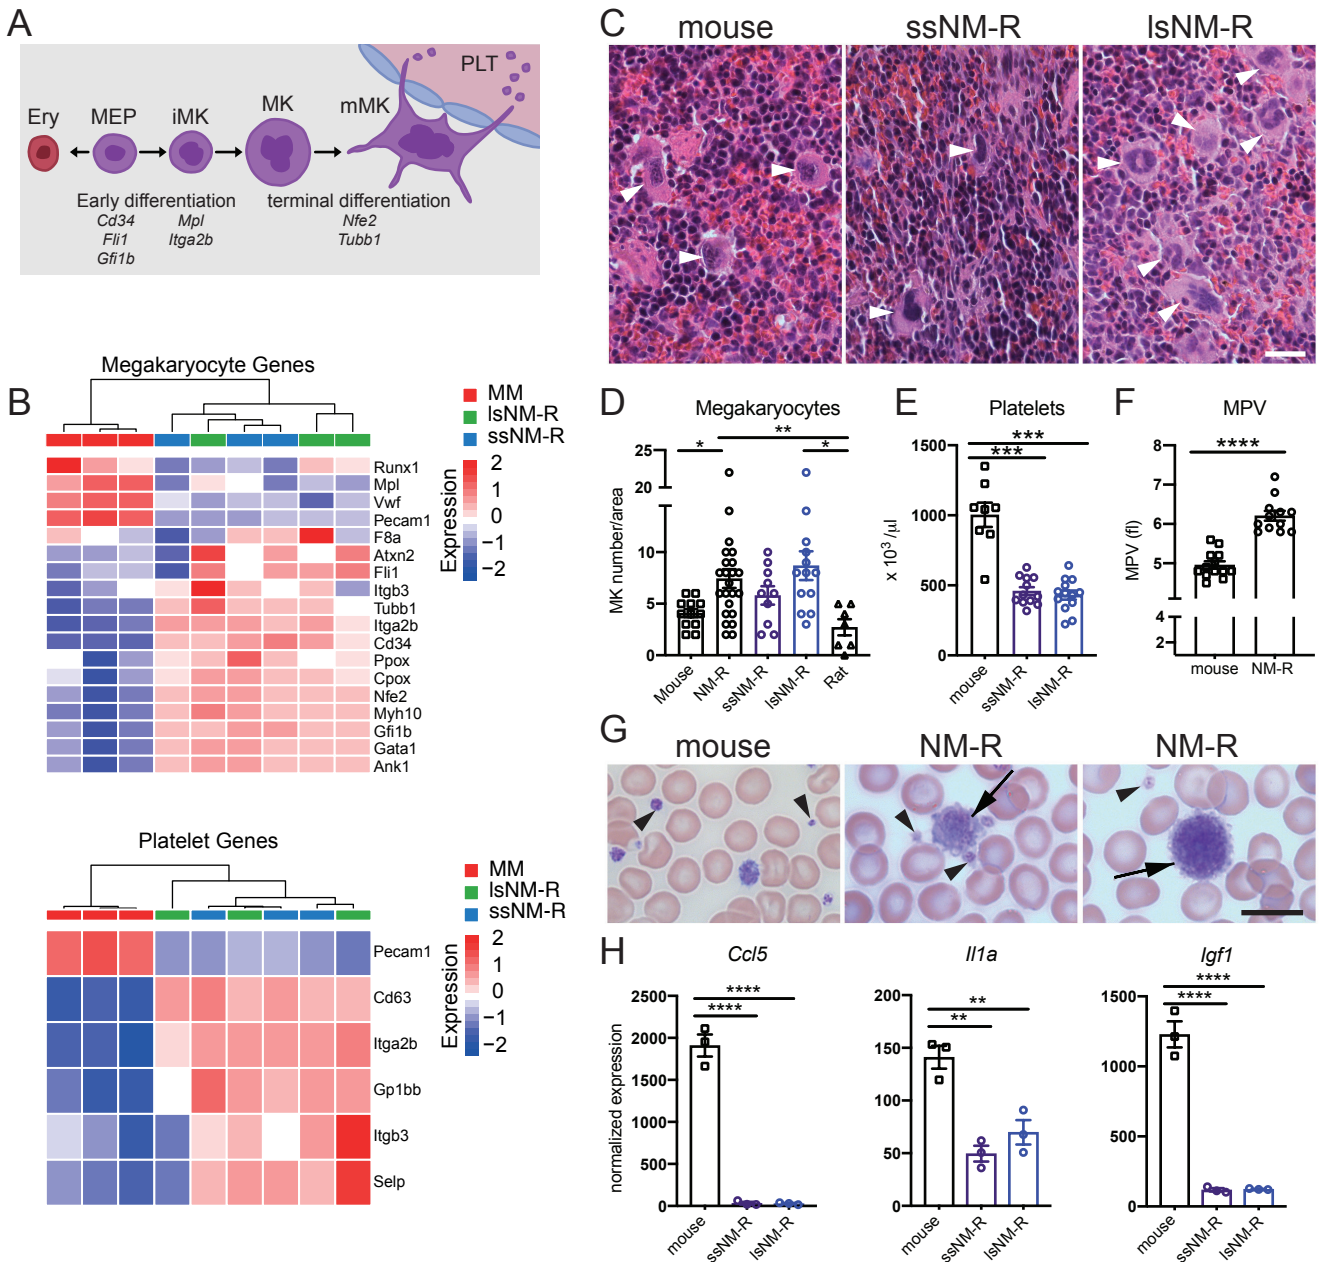 A
Ery
MEP
iMK
MK
mMK
PLT
Early differentiation
terminal differentiation
Cd34
Mpl
Nfe2
Fli1
Itga2b
Tubb1
Gfi1b
B
Megakaryocyte Genes
MM
lsNM-R
ssNM-R
Expression
2
1
0
−1
−2
Runx1
Mpl
Vwf
Pecam1
F8a
Atxn2
Fli1
Itgb3
Tubb1
Itga2b
Cd34
Ppox
Cpox
Nfe2
Myh10
Gfi1b
Gata1
Ank1
Platelet Genes
MM
lsNM-R
ssNM-R
Expression
2
1
0
−1
−2
Pecam1
Cd63
Itga2b
Gp1bb
Itgb3
Selp
C
mouse
ssNM-R
lsNM-R
D
Megakaryocytes
MK number/area
25
20
10
5
0
*
**
*
Mouse
NM-R
ssNM-R
lsNM-R
Rat
E
Platelets
x 10³ /µl
1500
1000
500
0
***
***
mouse
ssNM-R
lsNM-R
F
MPV
MPV (fl)
8
7
6
5
4
2
****
mouse
NM-R
G
mouse
NM-R
NM-R
H
Ccl5
normalized expression
2500
2000
1500
1000
500
0
****
****
mouse
ssNM-R
lsNM-R
Il1a
200
150
100
50
0
**
**
mouse
ssNM-R
lsNM-R
Igf1
1500
1000
500
0
****
****
mouse
ssNM-R
lsNM-R